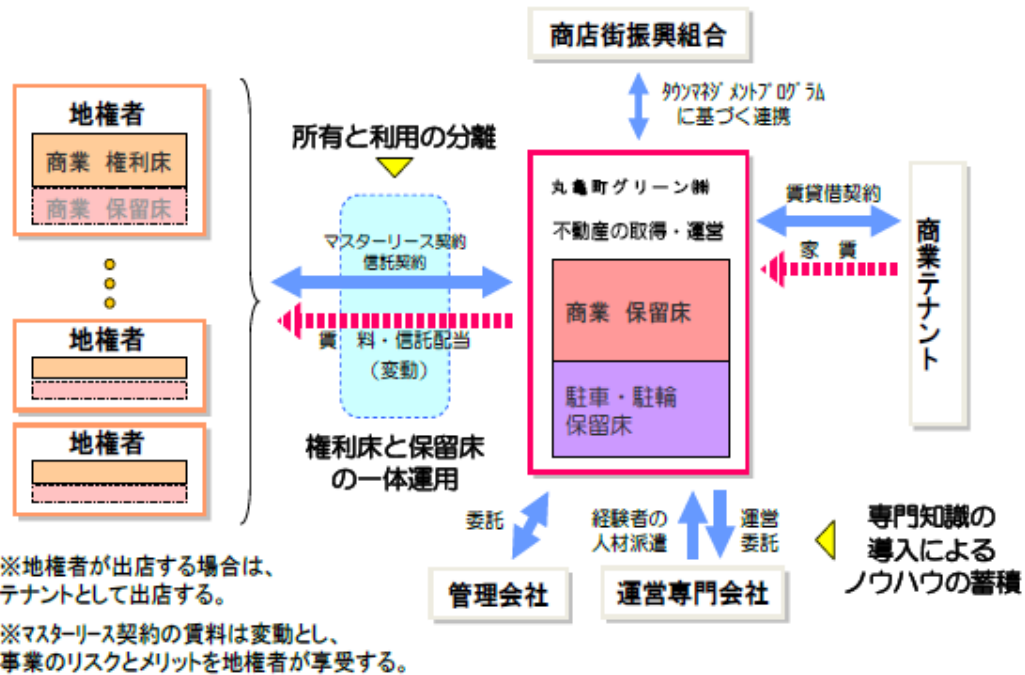 商店街振興組合
タウンマネジメントプログラム
に基づく連携
地権者
商業 権利床
商業 保留床
地権者
地権者
所有と利用の分離
マスターリース契約
信託契約
賃 料・信託配当
(変動)
権利床と保留床
の一体運用
丸亀町グリーン㈱
不動産の取得・運営
商業 保留床
駐車・駐輪
保留床
賃貸借契約
家 賃
商業テナント
委託
経験者の
人材派遣
運営
委託
管理会社
運営専門会社
専門知識の
導入による
ノウハウの蓄積
※地権者が出店する場合は、
テナントとして出店する。
※マスターリース契約の賃料は変動とし、
事業のリスクとメリットを地権者が享受する。